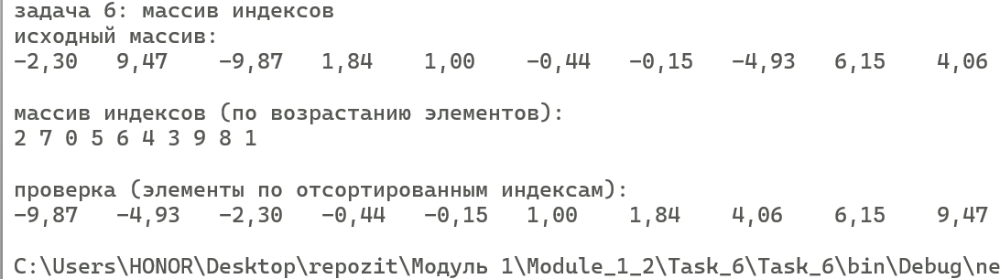 задача 6: массив индексов
исходный массив:
-2,30 9,47 -9,87 1,84 1,00 -0,44 -0,15 -4,93 6,15 4,06
массив индексов (по возрастанию элементов):
2 7 0 5 6 4 3 9 8 1
проверка (элементы по отсортированным индексам):
-9,87 -4,93 -2,30 -0,44 -0,15 1,00 1,84 4,06 6,15 9,47
C:\Users\HONOR\Desktop\repozit\Модуль 1\Module_1_2\Task_6\Task_6\bin\Debug\ne